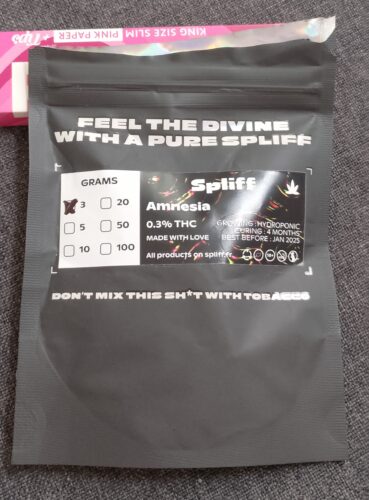 KING SIZE SLIM PINK PAPER + Tips
FEEL THE DIVINE
WITH A PURE SPLIFF
GRAMS
3 20
5 50
10 100
Spliff
Amnesia
0.3% THC
MADE WITH LOVE
GROWING : HYDROPONIC
CURING : 4 MONTHS
BEST BEFORE : JAN 2025
All products on spliff.fr
DON'T MIX THIS SH*T WITH TOBACCO